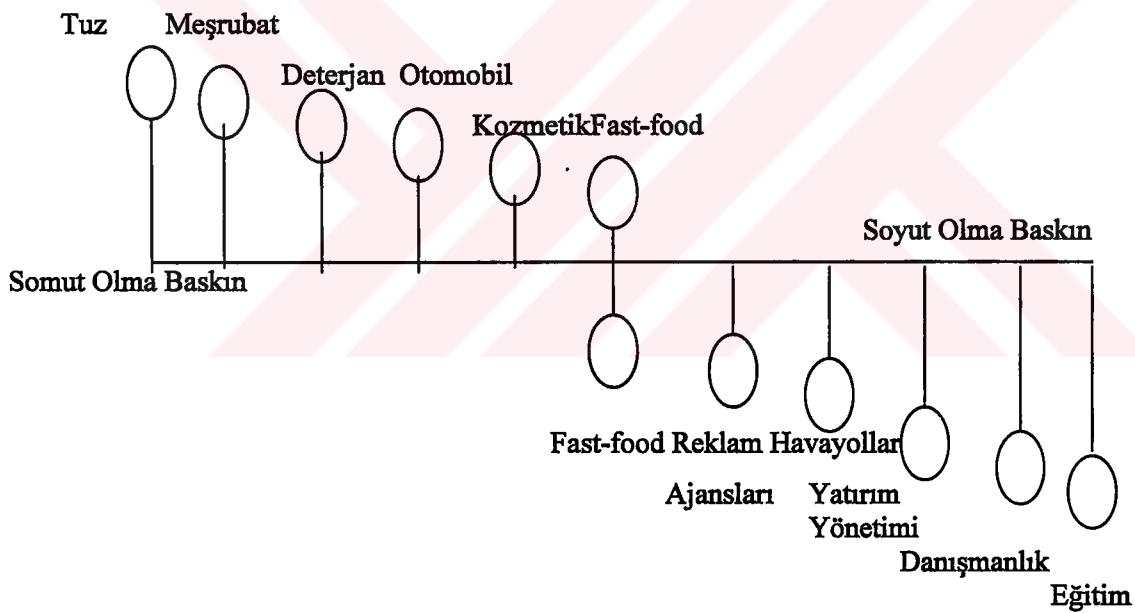 Tuz Meşrubat
Deterjan Otomobil
KozmetikFast-food
Soyut Olma Baskın
Somut Olma Baskın
Fast-food Reklam Havayollar
Ajansları Yatırım
Yönetimi
Danışmanlık
Eğitim